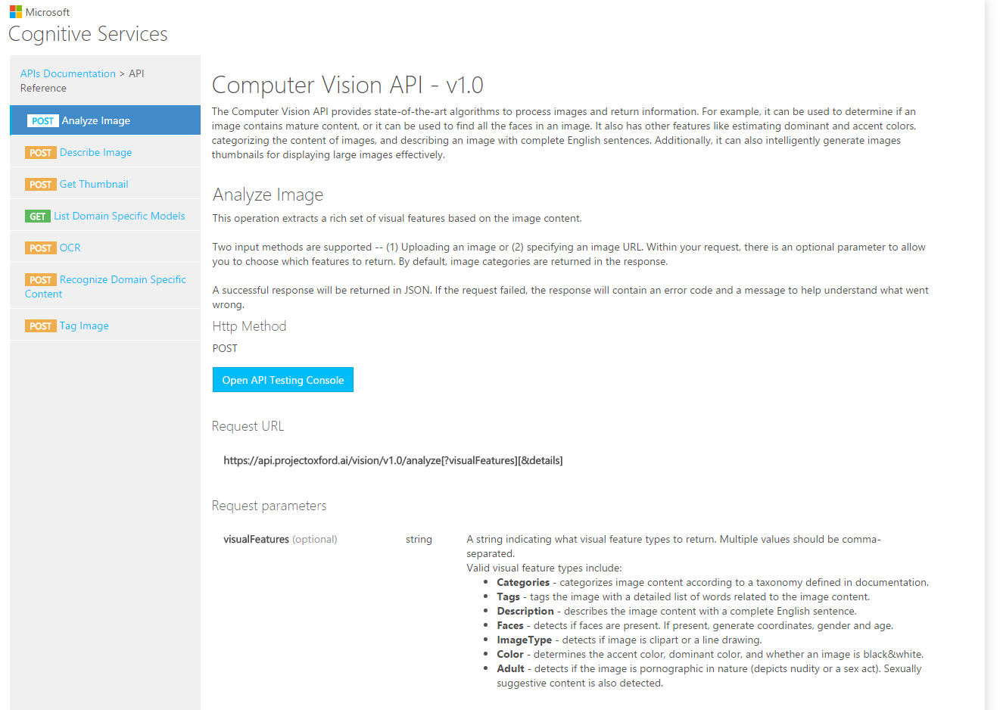 Microsoft
Cognitive Services
APIs Documentation > API
Reference
POST Analyze Image
POST Describe Image
POST Get Thumbnail
GET List Domain Specific Models
POST OCR
POST Recognize Domain Specific
Content
POST Tag Image
Computer Vision API - v1.0
The Computer Vision API provides state-of-the-art algorithms to process images and return information. For example, it can be used to determine if an
image contains mature content, or it can be used to find all the faces in an image. It also has other features like estimating dominant and accent colors,
categorizing the content of images, and describing an image with complete English sentences. Additionally, it can also intelligently generate images
thumbnails for displaying large images effectively.
Analyze Image
This operation extracts a rich set of visual features based on the image content.
Two input methods are supported -- (1) Uploading an image or (2) specifying an image URL. Within your request, there is an optional parameter to allow
you to choose which features to return. By default, image categories are returned in the response.
A successful response will be returned in JSON. If the request failed, the response will contain an error code and a message to help understand what went
wrong.
Http Method
POST
Open API Testing Console
Request URL
https://api.projectoxford.ai/vision/v1.0/analyze[?visualFeatures][&details]
Request parameters
visualFeatures (optional) string A string indicating what visual feature types to return. Multiple values should be comma-
separated.
Valid visual feature types include:
• Categories - categorizes image content according to a taxonomy defined in documentation.
• Tags - tags the image with a detailed list of words related to the image content.
• Description - describes the image content with a complete English sentence.
• Faces - detects if faces are present. If present, generate coordinates, gender and age.
• ImageType - detects if image is clipart or a line drawing.
• Color - determines the accent color, dominant color, and whether an image is black&white.
• Adult - detects if the image is pornographic in nature (depicts nudity or a sex act). Sexually
suggestive content is also detected.